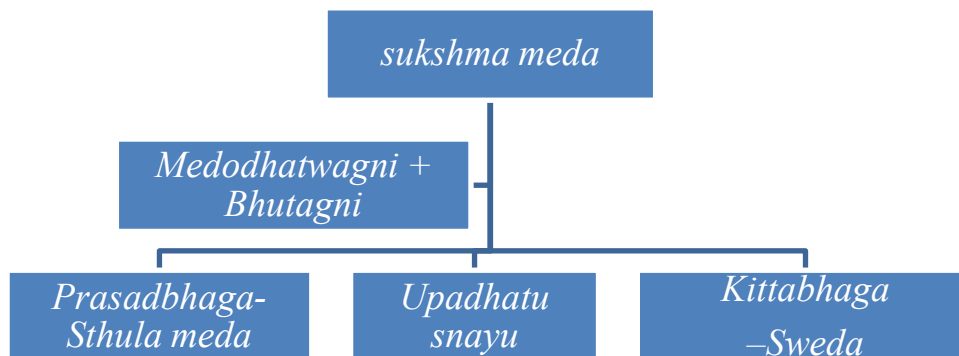 sukshma meda
Medodhatwagni +
Bhutagni
Prasadbhaga-
Sthula meda
Upadhatu
snayu
Kittabhaga
–Sweda